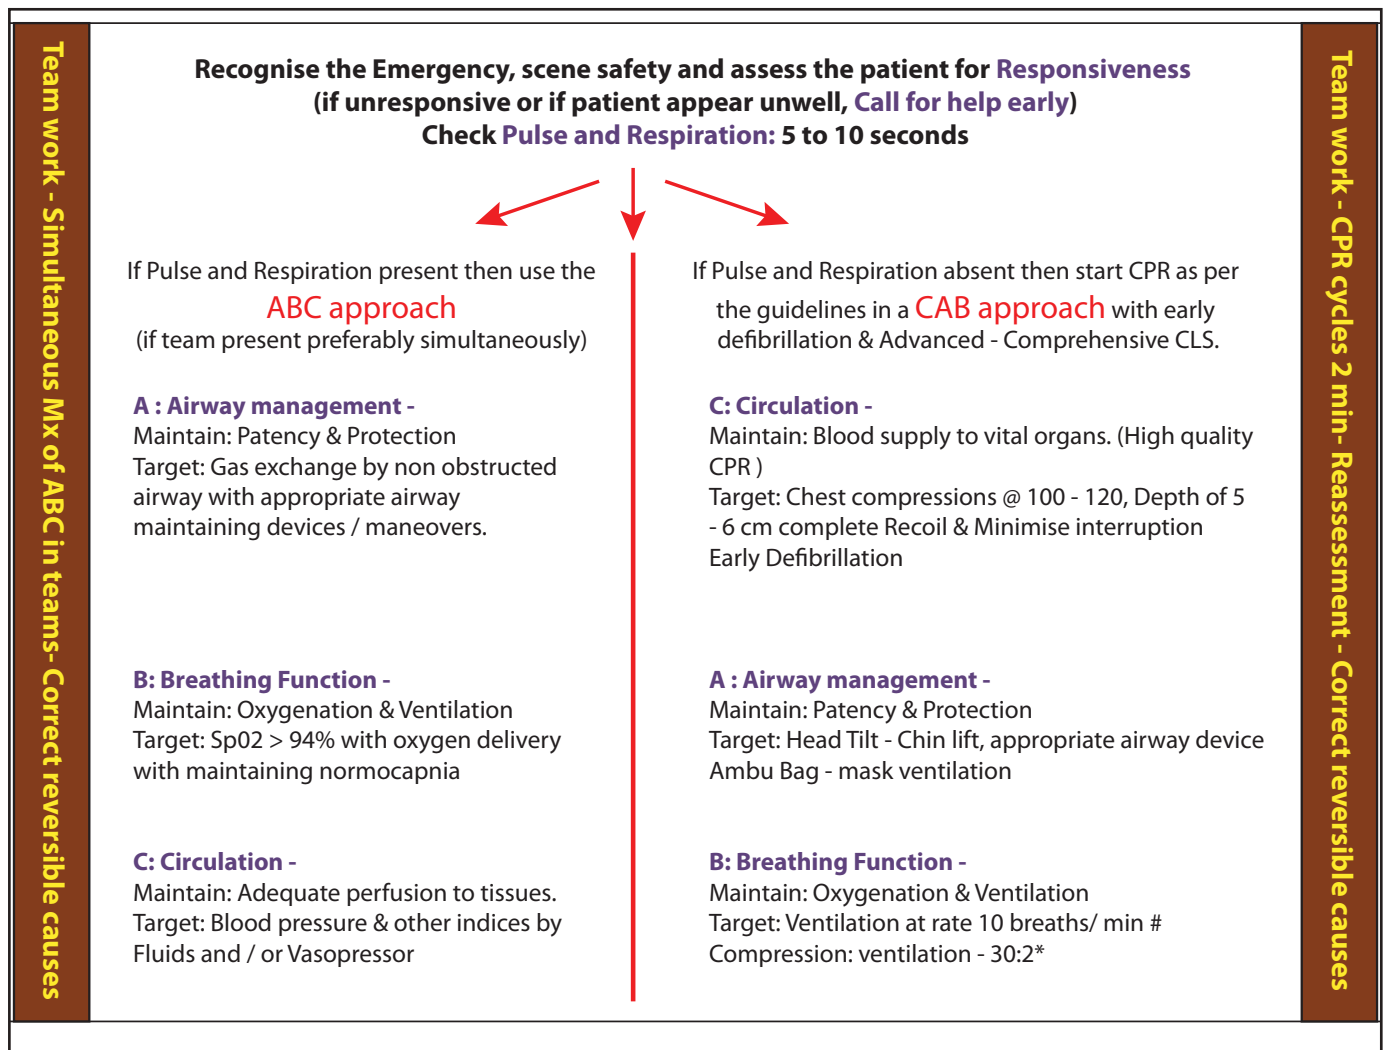 Recognise the Emergency, scene safety and assess the patient for Responsiveness
(if unresponsive or if patient appear unwell, Call for help early)
Check Pulse and Respiration: 5 to 10 seconds
Team work - Simultaneous Mx of ABC in teams- Correct reversible causes
If Pulse and Respiration present then use the
ABC approach
(if team present preferably simultaneously)
A : Airway management -
Maintain: Patency & Protection
Target: Gas exchange by non obstructed
airway with appropriate airway
maintaining devices / maneovers.
B: Breathing Function -
Maintain: Oxygenation & Ventilation
Target: Sp02 > 94% with oxygen delivery
with maintaining normocapnia
C: Circulation -
Maintain: Adequate perfusion to tissues.
Target: Blood pressure & other indices by
Fluids and / or Vasopressor
If Pulse and Respiration absent then start CPR as per
the guidelines in a CAB approach with early
defibrillation & Advanced - Comprehensive CLS.
C: Circulation -
Maintain: Blood supply to vital organs. (High quality
CPR )
Target: Chest compressions @ 100 - 120, Depth of 5
- 6 cm complete Recoil & Minimise interruption
Early Defibrillation
A : Airway management -
Maintain: Patency & Protection
Target: Head Tilt - Chin lift, appropriate airway device
Ambu Bag - mask ventilation
B: Breathing Function -
Maintain: Oxygenation & Ventilation
Target: Ventilation at rate 10 breaths/ min #
Compression: ventilation - 30:2*
Team work - CPR cycles 2 min- Reassessment - Correct reversible causes